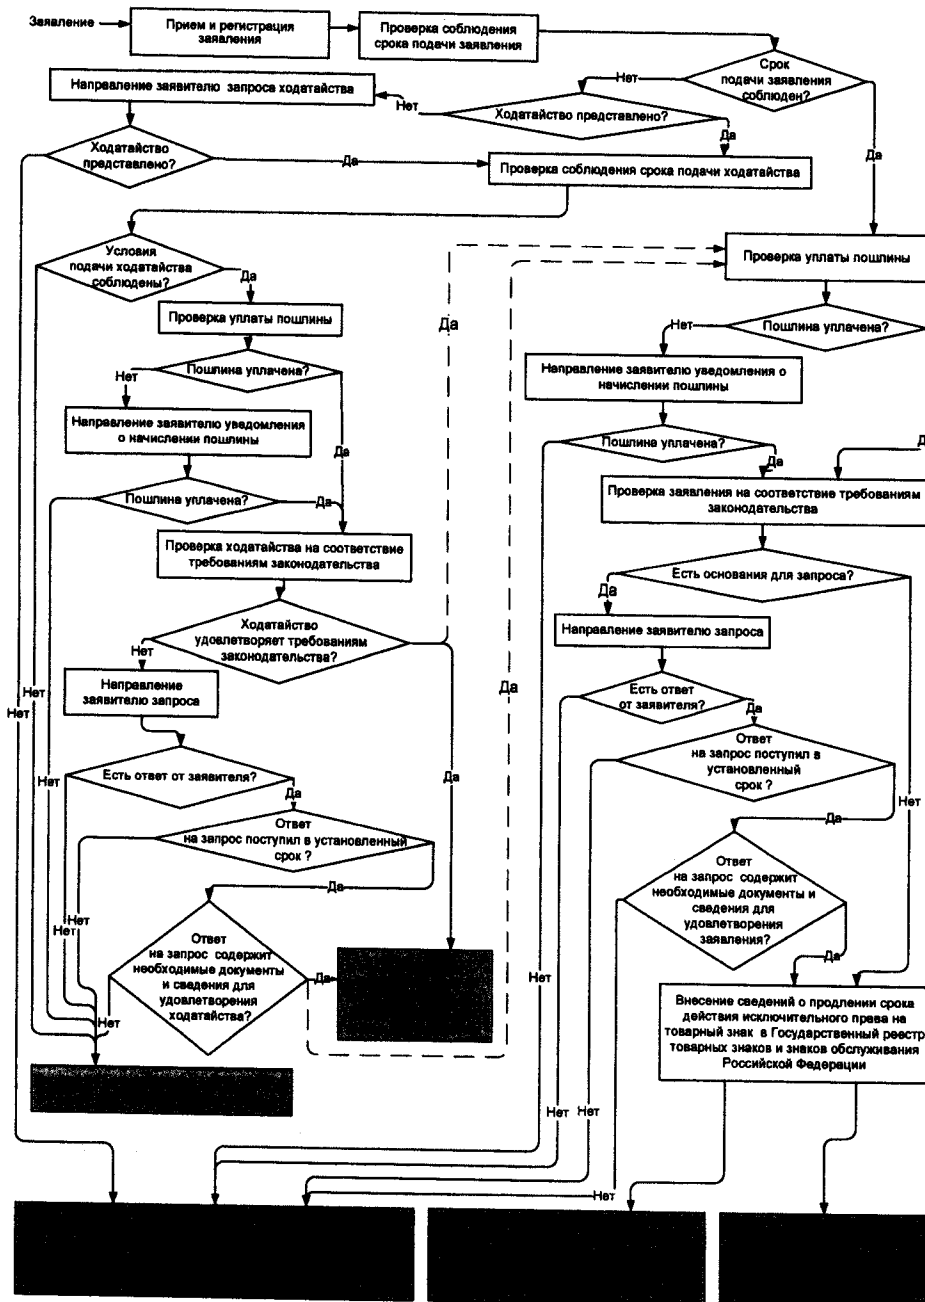 Заявление
Прием и регистрация
заявления
Проверка соблюдения
срока подачи заявления
Срок
подачи заявления
соблюден?
Нет
Да
Направление заявителю запроса ходатайства
Нет
Ходатайство представлено?
Да
Ходатайство
представлено?
Да
Проверка соблюдения срока подачи ходатайства
Условия
подачи ходатайства
соблюдены?
Да
Проверка уплаты пошлины
Пошлина уплачена?
Нет
Направление заявителю уведомления
о начислении пошлины
Да
Пошлина уплачена?
Да
Проверка ходатайства на соответствие
требованиям законодательства
Ходатайство
удовлетворяет требованиям
законодательства?
Нет
Направление
заявителю запроса
Нет
Нет
Есть ответ от заявителя?
Нет
Да
Да
Ответ
на запрос поступил в установленный
срок ?
Да
Нет
Нет
Ответ
на запрос содержит
необходимые документы
и сведения для
удовлетворения
ходатайства?
Да
Нет
Да
Да
Проверка уплаты пошлины
Пошлина уплачена?
Нет
Направление заявителю уведомления о
начислении пошлины
Пошлина уплачена?
Да
Проверка заявления на соответствие требованиям
законодательства
Есть основания для запроса?
Да
Направление заявителю запроса
Есть ответ
от заявителя?
Да
Ответ
на запрос поступил в
установленный
срок ?
Нет
Да
Ответ
на запрос содержит
необходимые документы и
сведения для
удовлетворения
заявления?
Да
Нет
Внесение сведений о продлении срока
действия исключительного права на
товарный знак в Государственный реестр
товарных знаков и знаков обслуживания
Российской Федерации
Нет
Нет
Нет